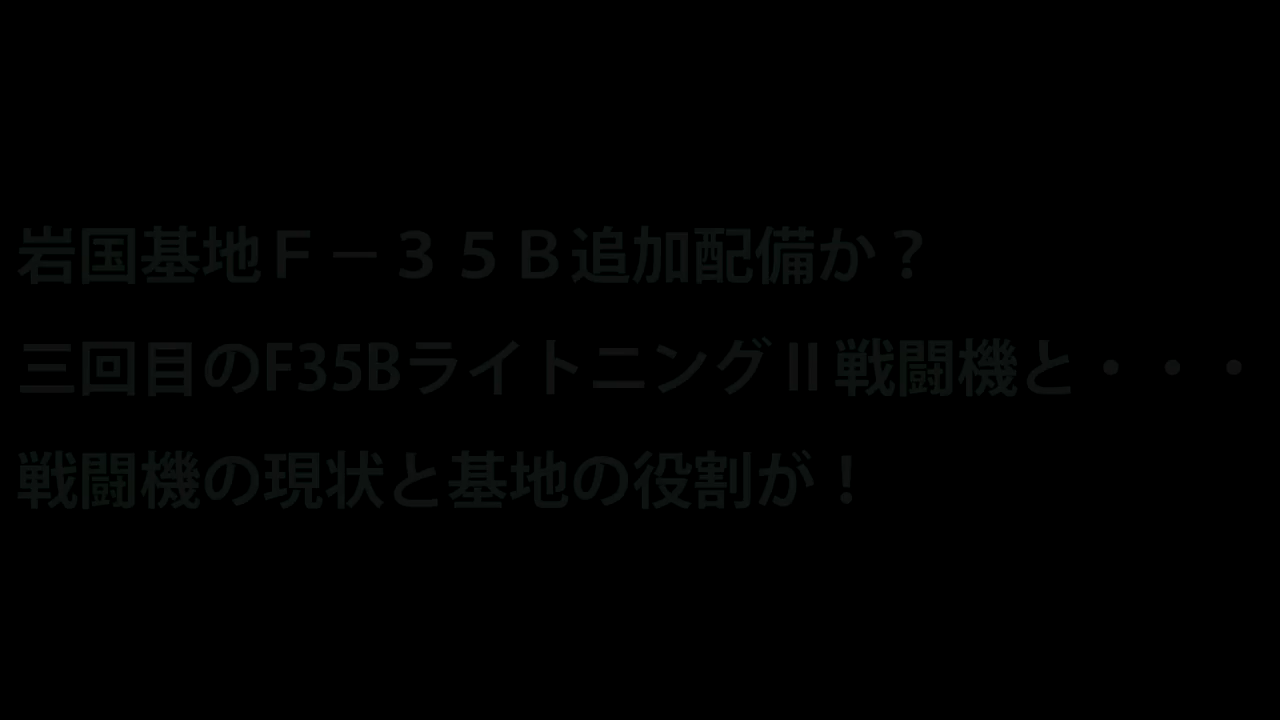 岩国基地Ｆ－３５Ｂ追加配備か？
三回目のF35BライトニングⅡ戦闘機と・・・
戦闘機の現状と基地の役割が！